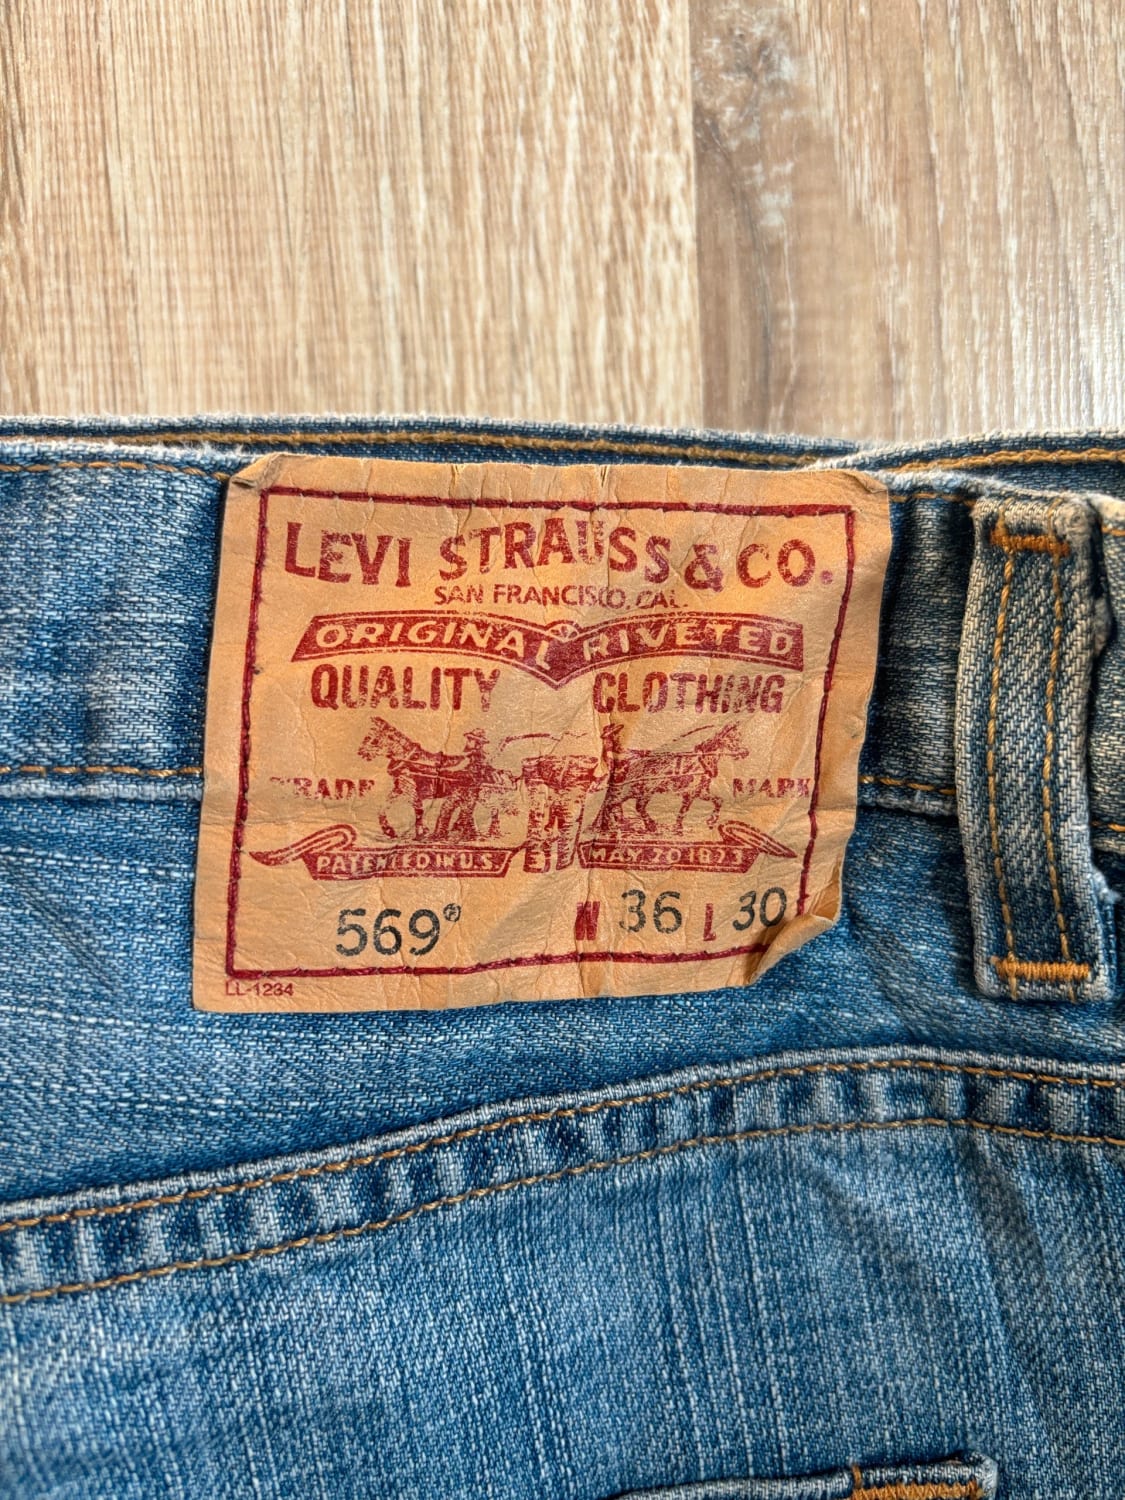 LEVI STRAUSS & CO.
SAN FRANCISCO, CAL.
ORIGINAL RIVETED
QUALITY CLOTHING
TRADE MARK
PATENTED IN U.S. MAY 20 1873
569® W 36 L 30
LL-1234